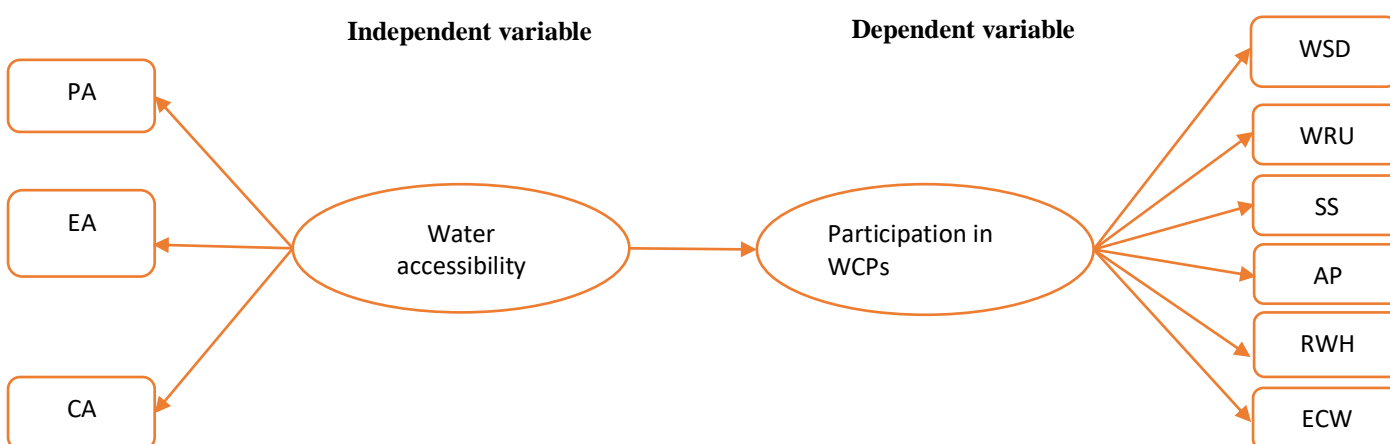 Independent variable
Dependent variable
PA
EA
CA
Water
accessibility
Participation in
WCPs
WSD
WRU
SS
AP
RWH
ECW